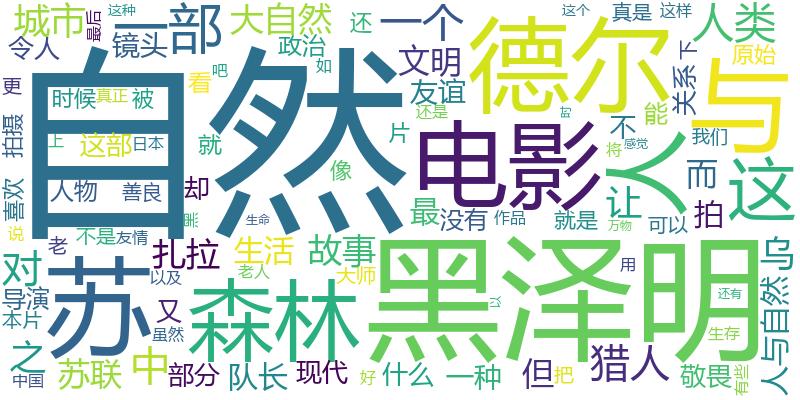 城市
最后
一部
这种
大自然
还
一个
德尔
这个
真是
这样
人类
令人
镜头
政治
如
文明
下
原始
自然
更
时候
真正
被
看
吧
友谊
还是
能
关系
与
拍摄
这部
上
日本
就
片
电影
不
人
将
感觉
我们
喜欢
人物
善良
却
像
最
没有
作品
就是
让
万物
而
拍
可以
这
说
老
不是
友情
生命
对
苏
扎拉
生活
故事
黑泽明
鸟
导演
以及
老人
大师
森林
以
用
还有
人与自然
本片
之
又
虽然
生存
中国
苏联
中
部分
队长
现代
好
什么
一种
但
把
猎人
敬畏
有些